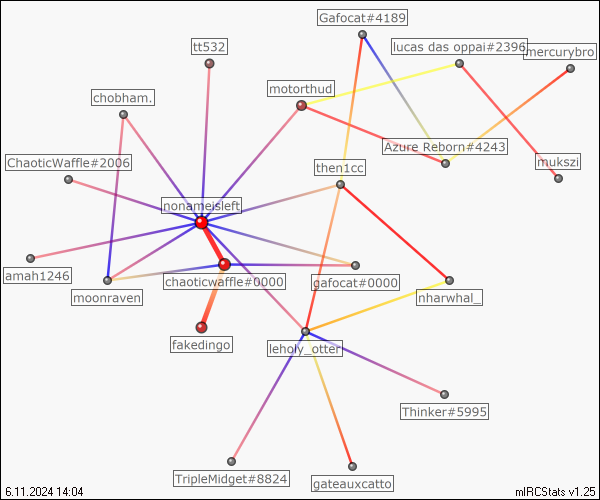 Gafocat#4189
tt532
lucas das oppai#2396
mercurybro
motorthud
chobham.
Azure Reborn#4243
ChaoticWaffle#2006
then1cc
mukszi
nonameisleft
amah1246
chaoticwaffle#0000
gafocat#0000
moonraven
nharwhal_
fakedingo
leholy_otter
Thinker#5995
TripleMidget#8824
gateauxcatto
6.11.2024 14:04
mIRCStats v1.25